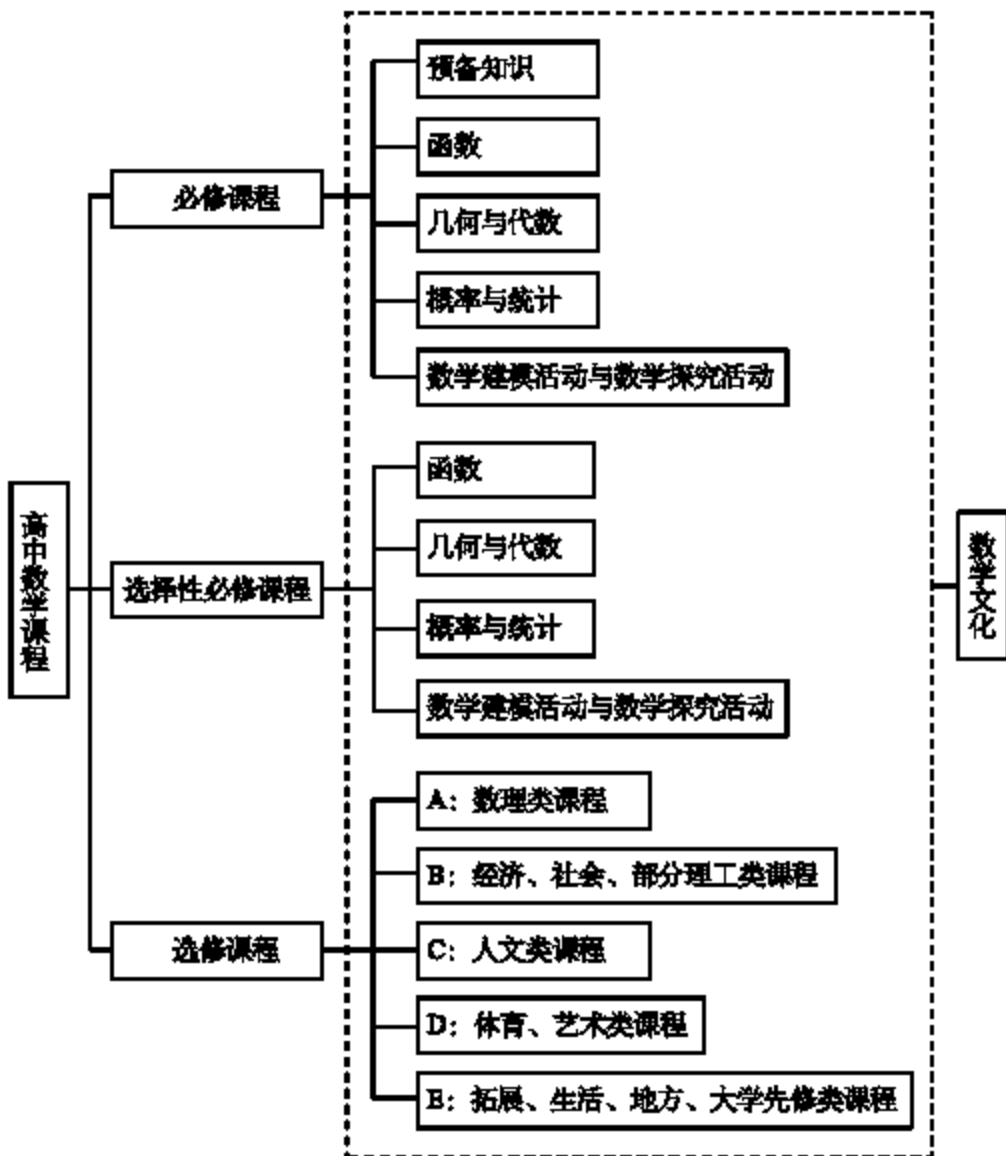 高中数学课程
必修课程
预备知识
函数
几何与代数
概率与统计
数学建模活动与数学探究活动
选择性必修课程
函数
几何与代数
概率与统计
数学建模活动与数学探究活动
选修课程
A：数理类课程
B：经济、社会、部分理工类课程
C：人文类课程
D：体育、艺术类课程
E：拓展、生活、地方、大学先修类课程
数学文化